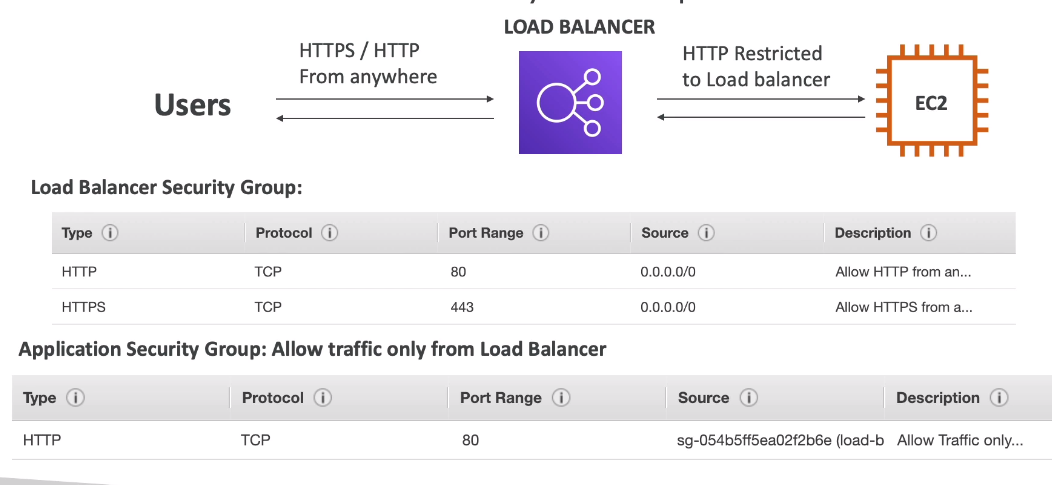 LOAD BALANCER
HTTPS / HTTP
From anywhere
HTTP Restricted
to Load balancer
Users
EC2
Load Balancer Security Group:
Type Protocol Port Range Source Description
HTTP TCP 80 0.0.0.0/0 Allow HTTP from an...
HTTPS TCP 443 0.0.0.0/0 Allow HTTPS from a...
Application Security Group: Allow traffic only from Load Balancer
Type Protocol Port Range Source Description
HTTP TCP 80 sg-054b5ff5ea02f2b6e (load-b Allow Traffic only...